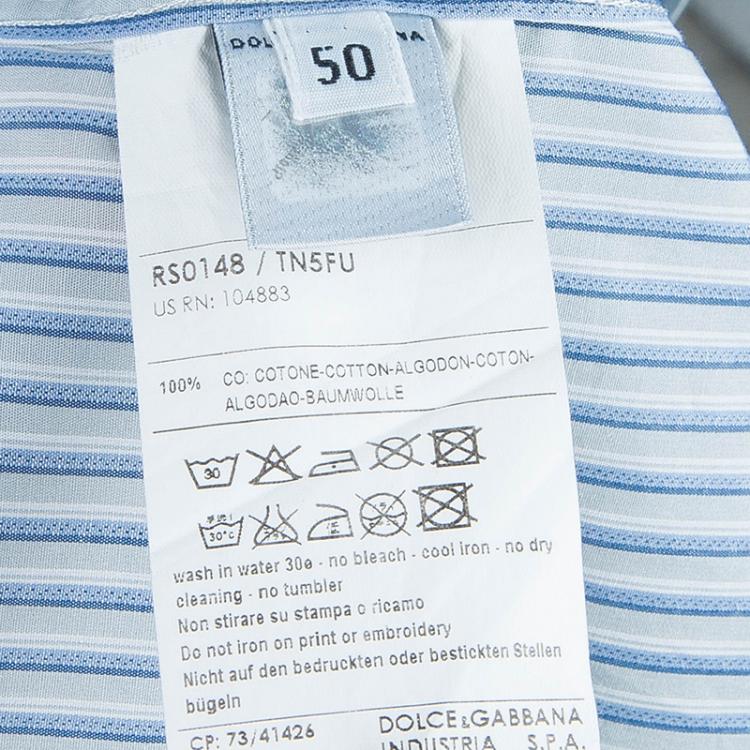 50
RS0148 / TN5FU
US RN: 104883
100% CO: COTONE-COTTON-ALGODON-COTON-
ALGODAO-BAUMWOLLE
30
30°C
wash in water 30ø - no bleach - cool iron - no dry
cleaning - no tumbler
Non stirare su stampa o ricamo
Do not iron on print or embroidery
Nicht auf den bedruckten oder bestickten Stellen
bügeln
CP: 73/41426 DOLCE&GABBANA
INDUSTRIA S.P.A.